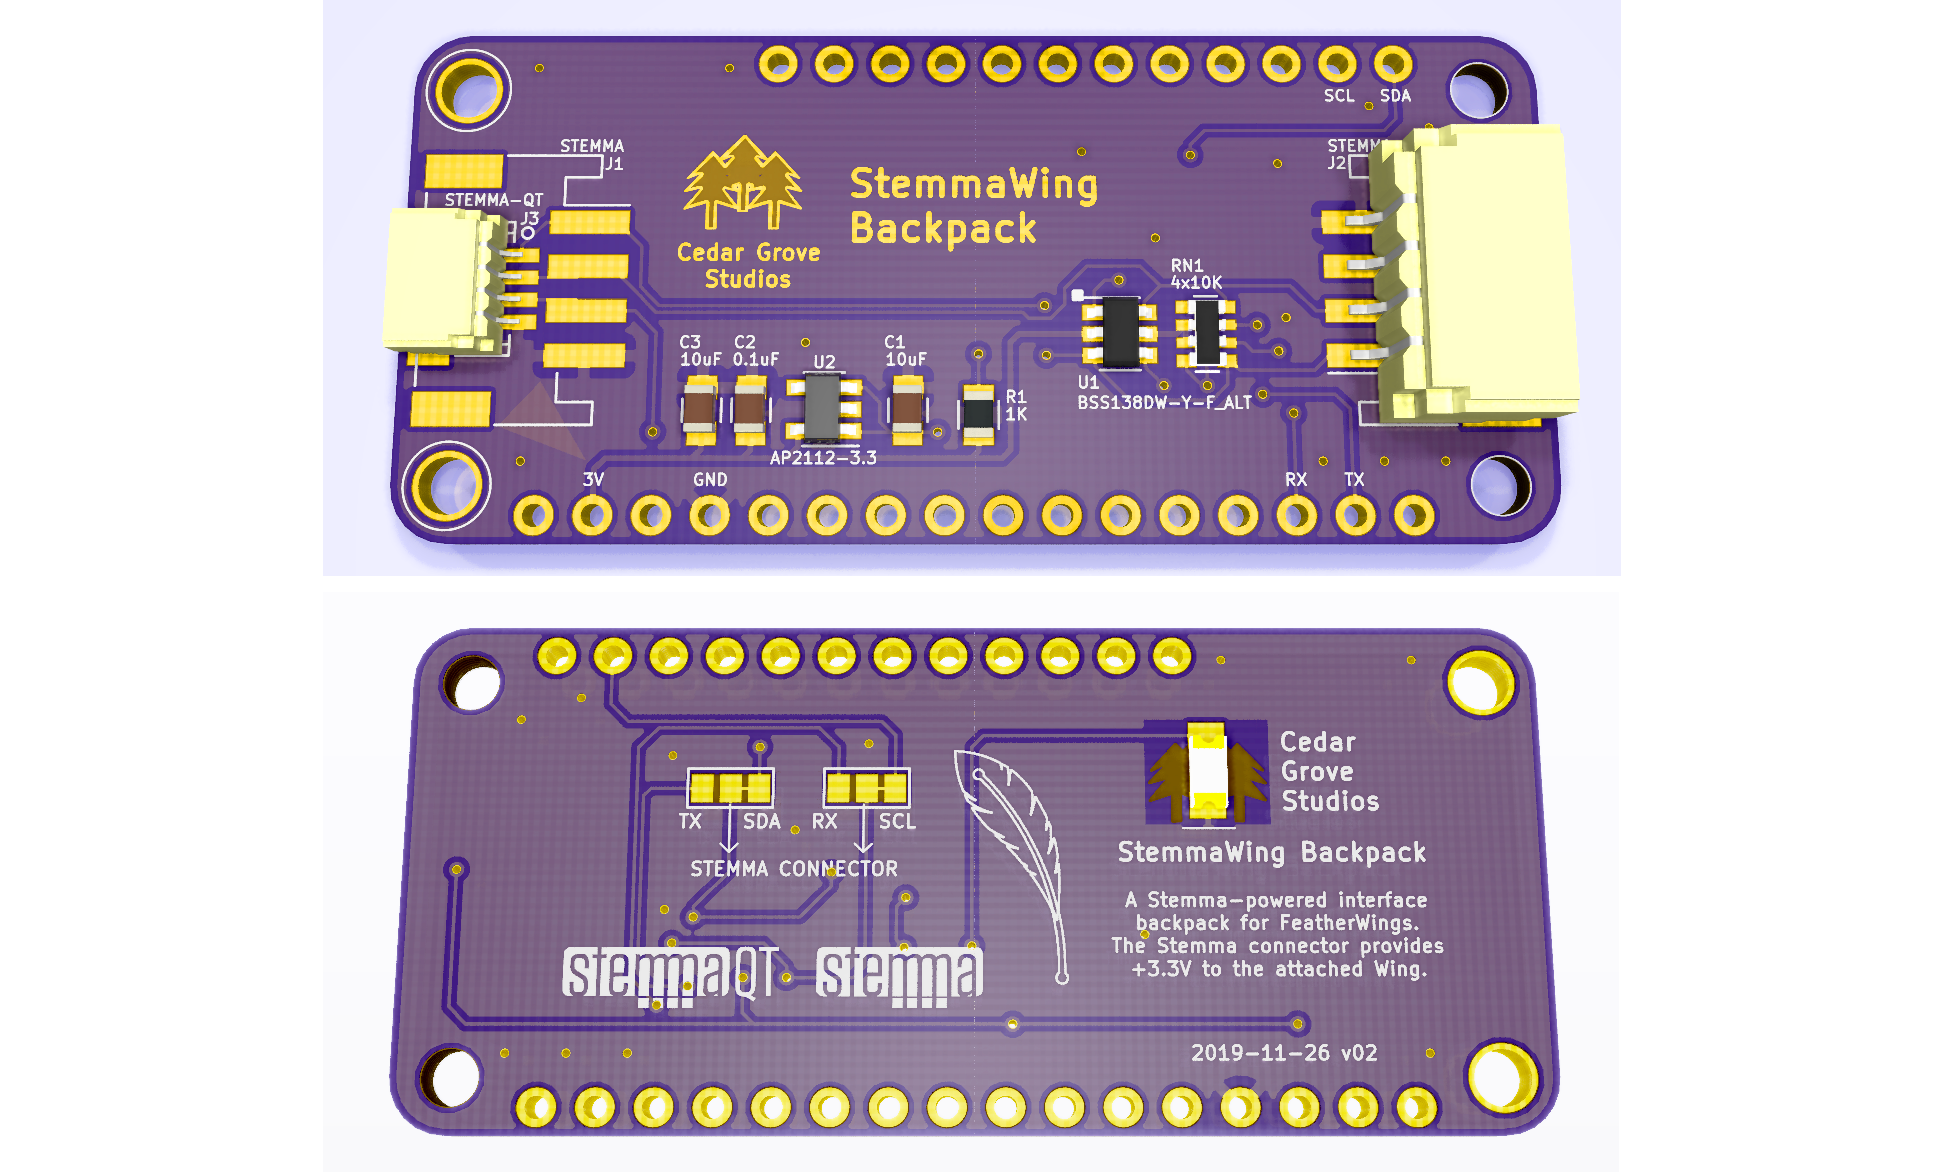 SCL SDA
STEMMA
J1
STEMMA-QT
J3
STEMM
J2
StemmaWing
Backpack
Cedar Grove
Studios
RN1
4x10K
C3
10uF
C2
0.1uF
U2
C1
10uF
R1
1K
U1
BSS138DW-Y-F_ALT
AP2112-3.3
3V
GND
RX
TX
Cedar
Grove
Studios
TX SDA RX SCL
STEMMA CONNECTOR
StemmaWing Backpack
A Stemma-powered interface
backpack for FeatherWings.
The Stemma connector provides
+3.3V to the attached Wing.
stemmaQT stemma
2019-11-26 v02